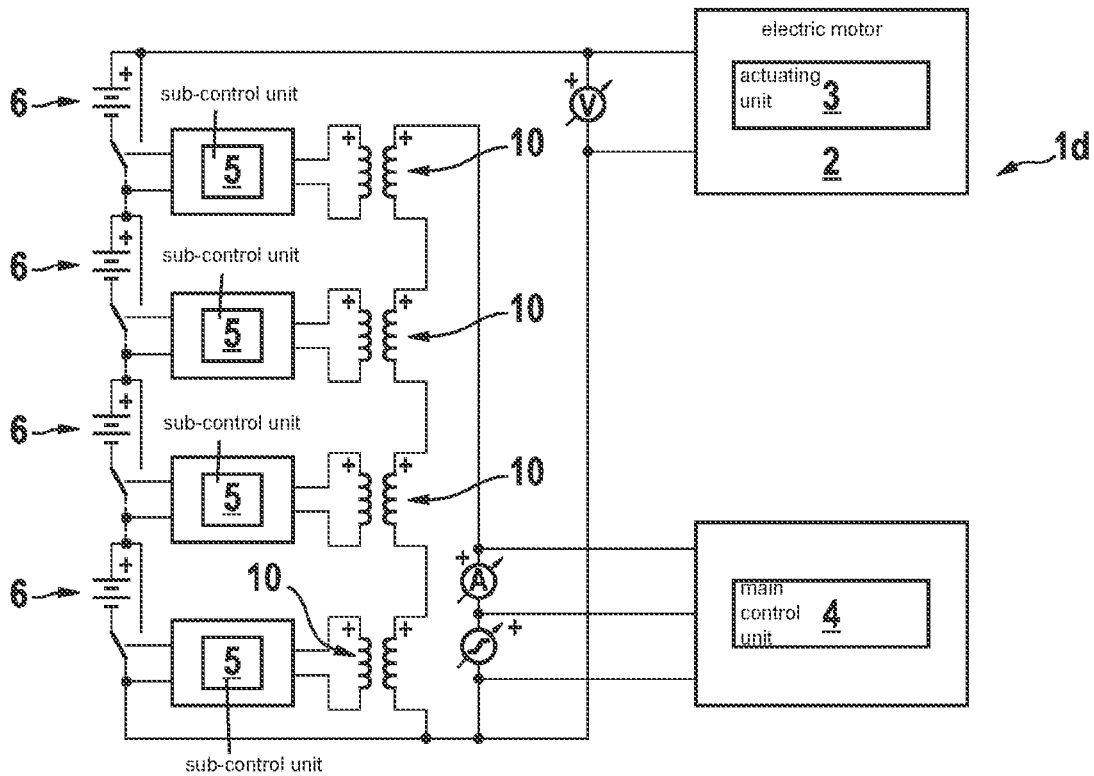 electric motor
actuating
unit 3
2
1d
+
V
6
+
sub-control unit
5
+
+
10
6
+
sub-control unit
5
+
+
10
6
+
sub-control unit
5
+
+
10
6
+
10
5
+
+
sub-control unit
+
A
+
main
control
unit 4